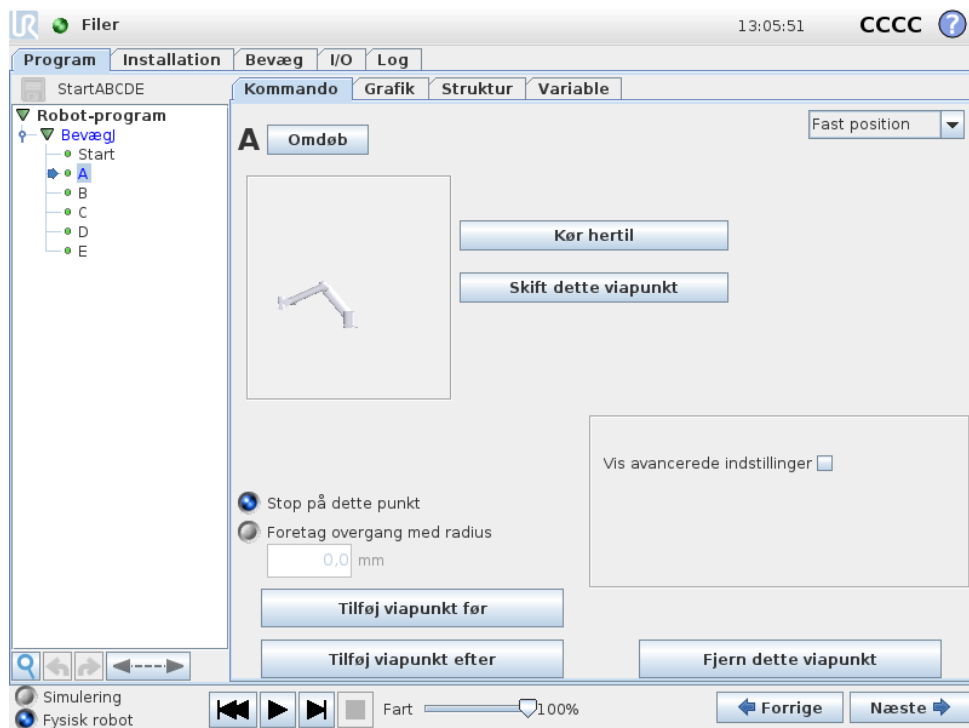 UR Filer 13:05:51 CCCC ?
Program Installation Bevæg I/O Log
StartABCDE
Kommando Grafik Struktur Variable
Robot-program
BevægJ
Start
A
B
C
D
E
A Omdøb
Fast position
Kør hertil
Skift dette viapunkt
Vis avancerede indstillinger
Stop på dette punkt
Foretag overgang med radius
0,0 mm
Tilføj viapunkt før
Tilføj viapunkt efter
Fjern dette viapunkt
Simulering
Fysisk robot
Fart 100%
Forrige
Næste